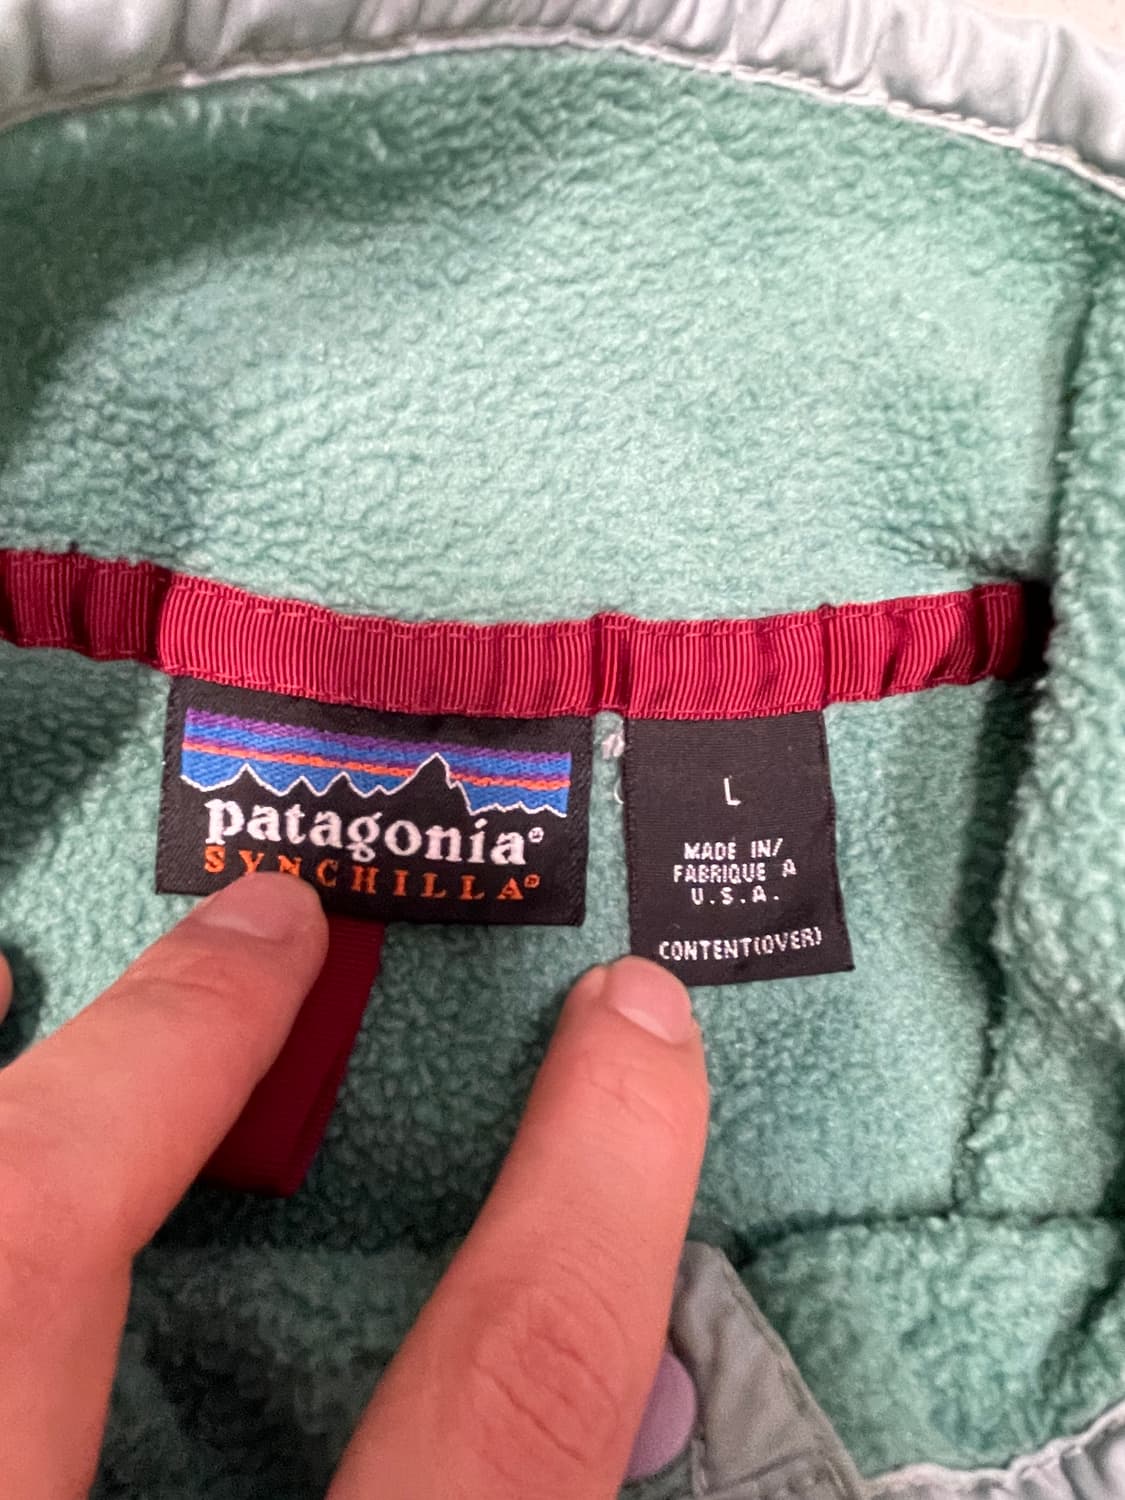 patagonia®
SYNCHILLA®
L
MADE IN/
FABRIQUE A
U.S.A.
CONTENT(OVER)